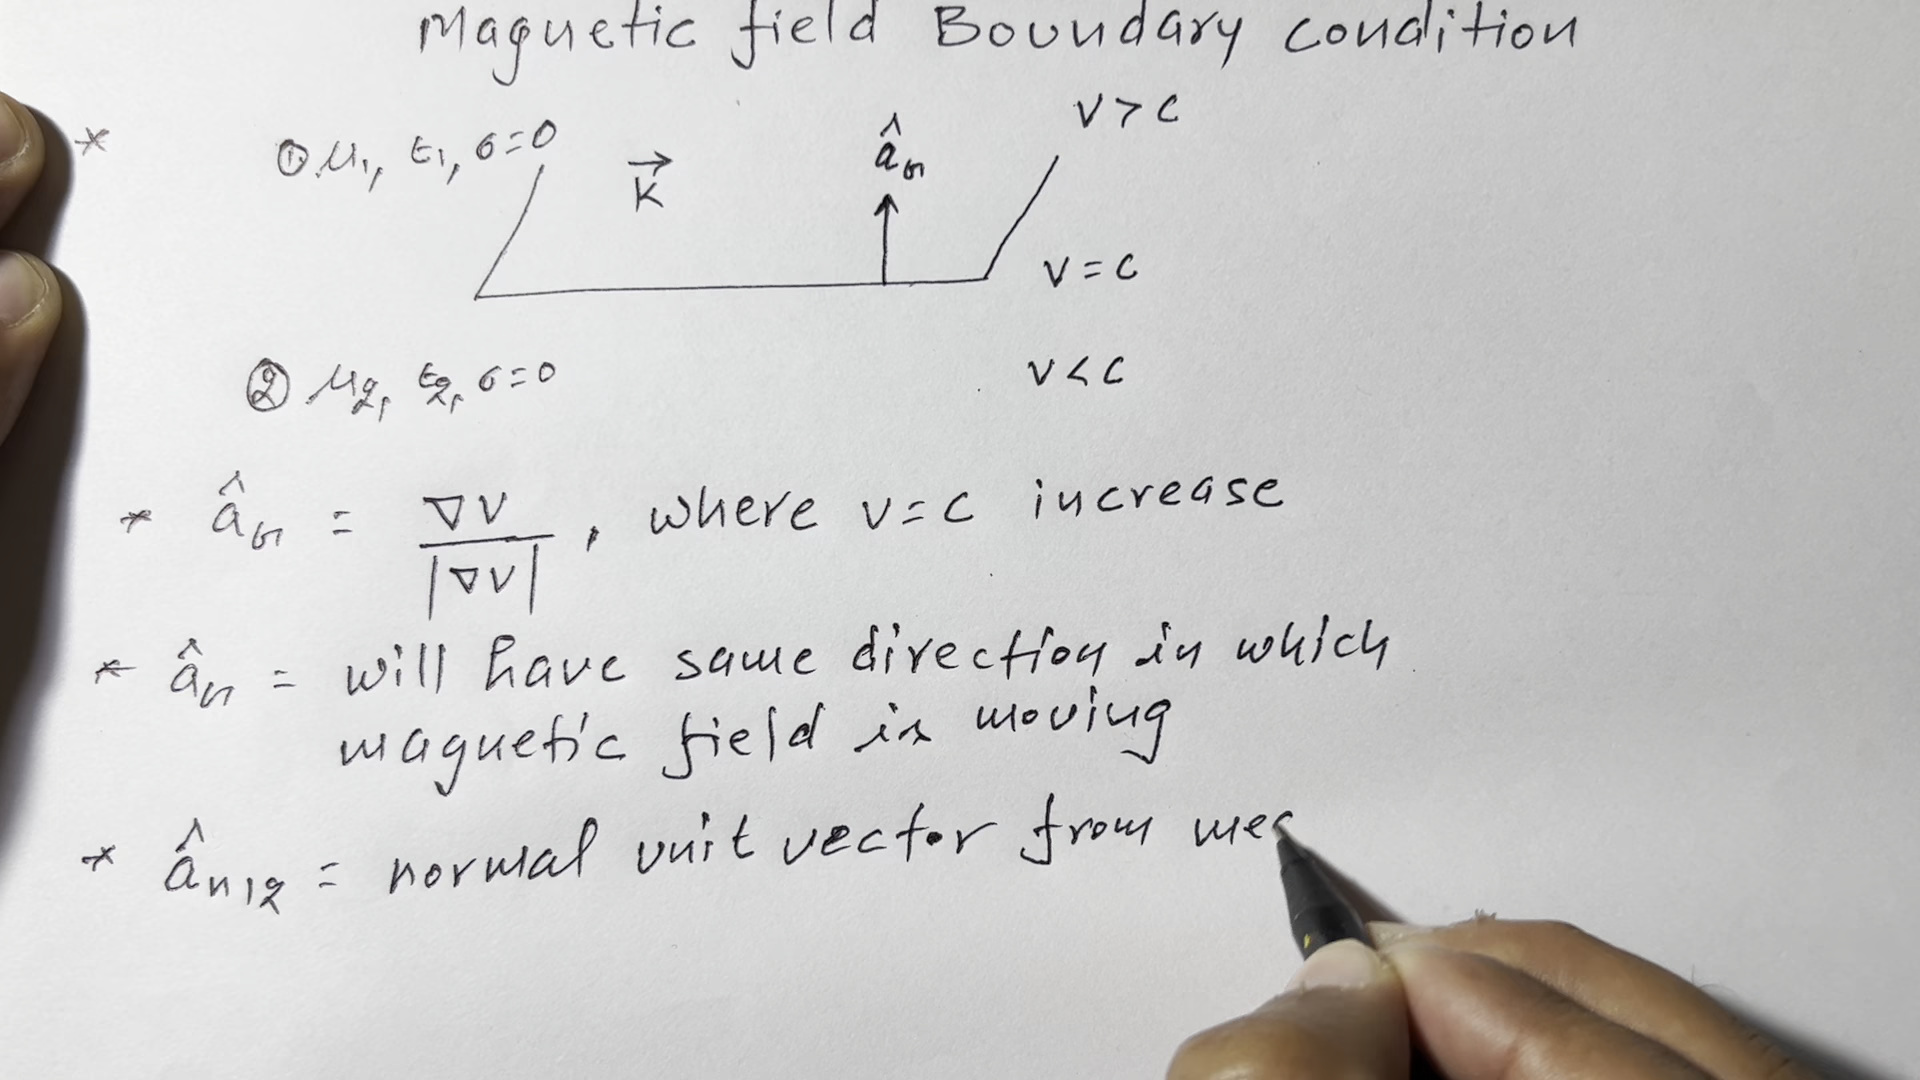 Magnetic field Boundary condition
* ① μ₁, ε₁, σ=0
K⃗
âₙ
v > c
v = c
② μ₂, ε₂, σ=0
v < c
* âₙ = ∇v / |∇v| , where v = c increase
* âₙ = will have same direction in which
magnetic field is moving
* âₙ₁₂ = normal unit vector from me